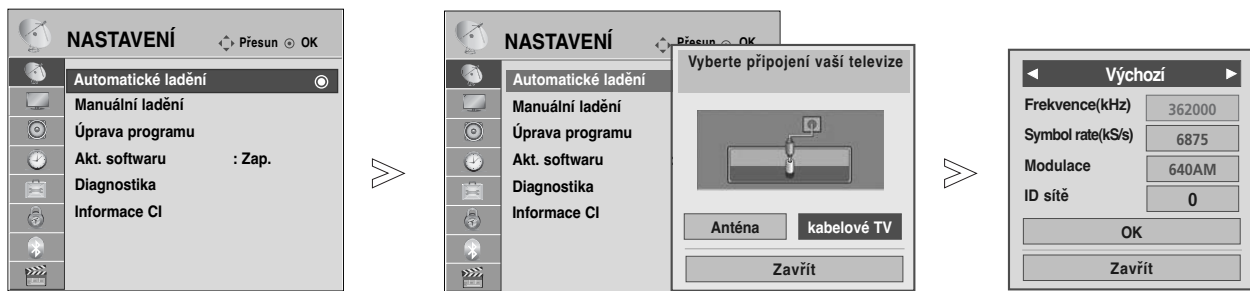 NASTAVENÍ Přesun OK
Automatické ladění
Manuální ladění
Úprava programu
Akt. softwaru : Zap.
Diagnostika
Informace CI
NASTAVENÍ Přesun OK
Automatické ladění
Manuální ladění
Úprava programu
Akt. softwaru :
Diagnostika
Informace CI
Vyberte připojení vaší televize
Anténa kabelové TV
Zavřít
Výchozí
Frekvence(kHz) 362000
Symbol rate(kS/s) 6875
Modulace 640AM
ID sítě 0
OK
Zavřít